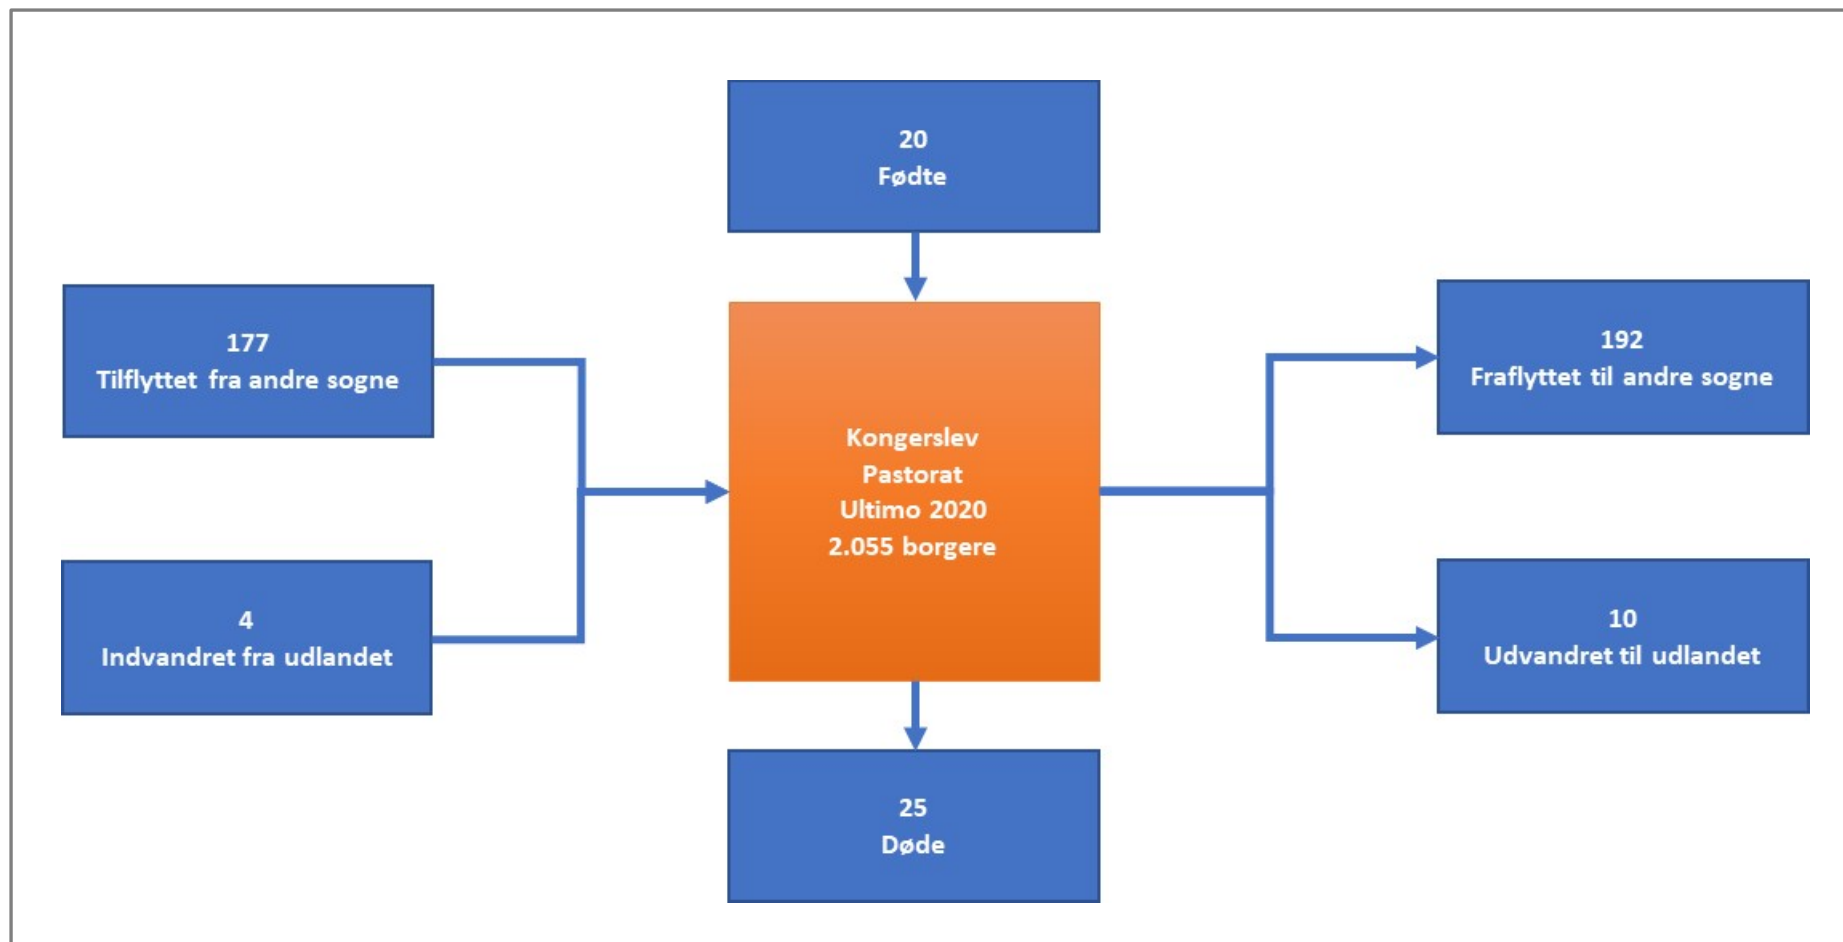 20
Fødte
177
Tilflyttet fra andre sogne
192
Fraflyttet til andre sogne
Kongerslev
Pastorat
Ultimo 2020
2.055 borgere
4
Indvandret fra udlandet
10
Udvandret til udlandet
25
Døde